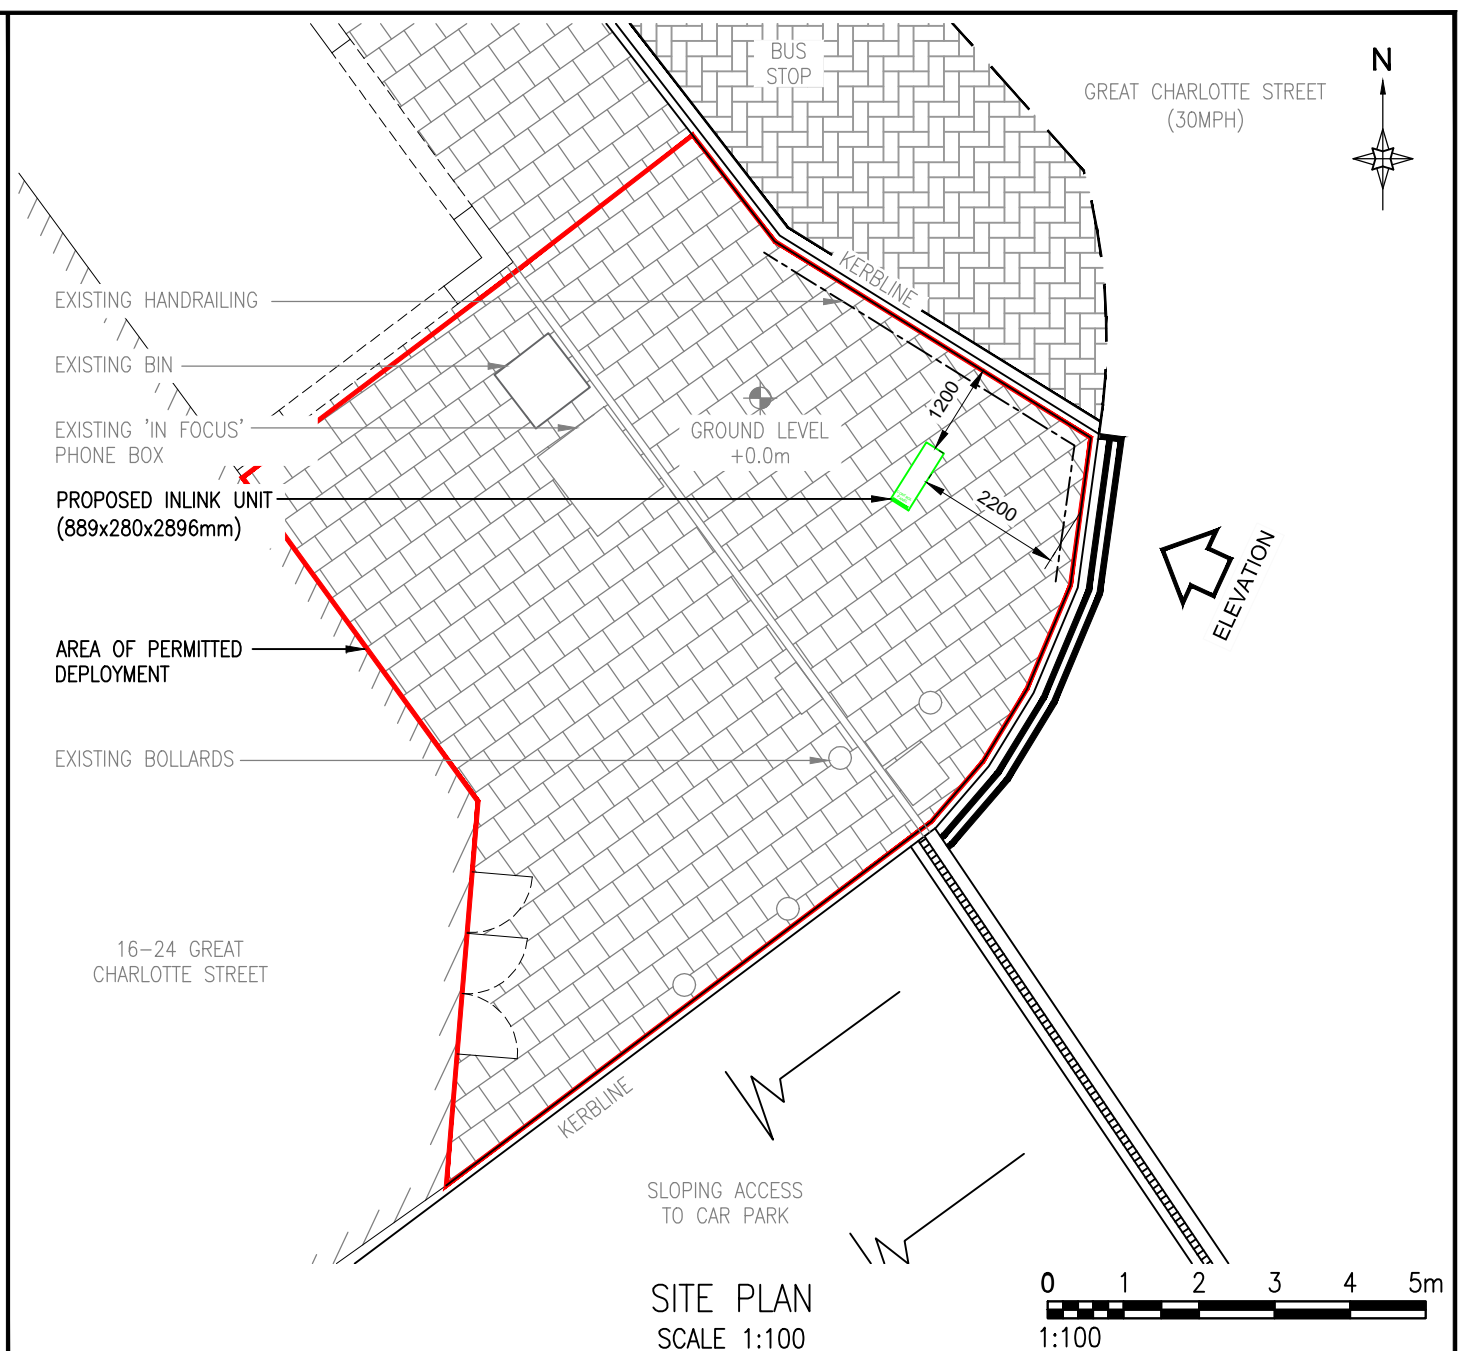 BUS
STOP
GREAT CHARLOTTE STREET
(30MPH)
N
KERBLINE
EXISTING HANDRAILING
EXISTING BIN
EXISTING 'IN FOCUS'
PHONE BOX
GROUND LEVEL
+0.0m
1200
PROPOSED INLINK UNIT
(889x280x2896mm)
2200
ELEVATION
AREA OF PERMITTED
DEPLOYMENT
EXISTING BOLLARDS
16-24 GREAT
CHARLOTTE STREET
KERBLINE
SLOPING ACCESS
TO CAR PARK
SITE PLAN
SCALE 1:100
0 1 2 3 4 5m
1:100